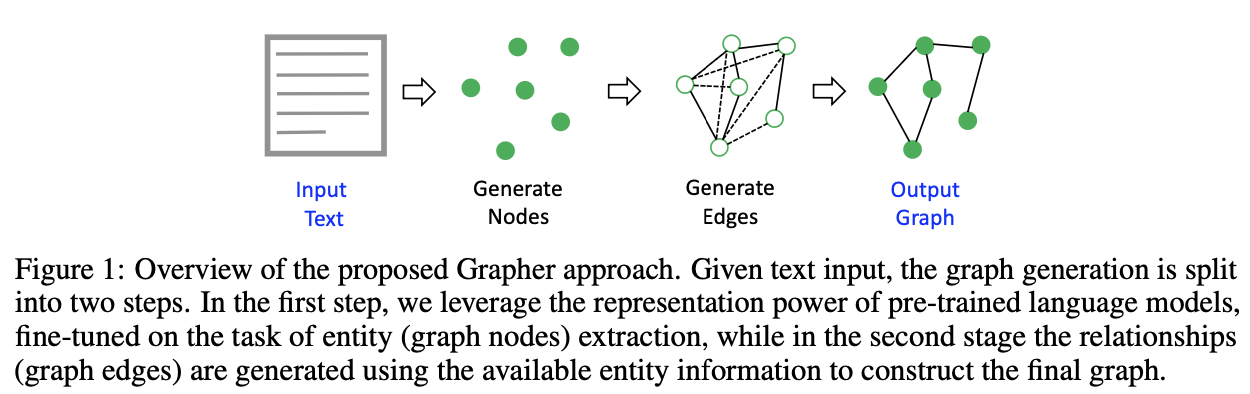 Input
Text
Generate
Nodes
Generate
Edges
Output
Graph
Figure 1: Overview of the proposed Grapher approach. Given text input, the graph generation is split
into two steps. In the first step, we leverage the representation power of pre-trained language models,
fine-tuned on the task of entity (graph nodes) extraction, while in the second stage the relationships
(graph edges) are generated using the available entity information to construct the final graph.